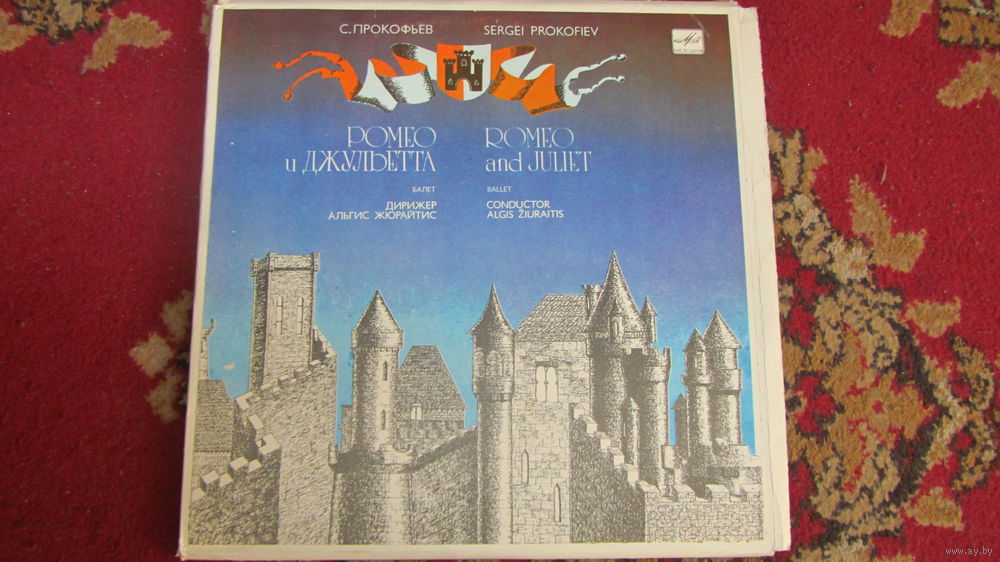 С. ПРОКОФЬЕВ
РОМЕО
и ДЖУЛЬЕТТА
БАЛЕТ
ДИРИЖЕР
АЛЬГИС ЖЮРАЙТИС
SERGEI PROKOFIEV
ROMEO
and JULIET
BALLET
CONDUCTOR
ALGIS ŽIURAITIS
МЕЛОДИЯ
www.ay.by